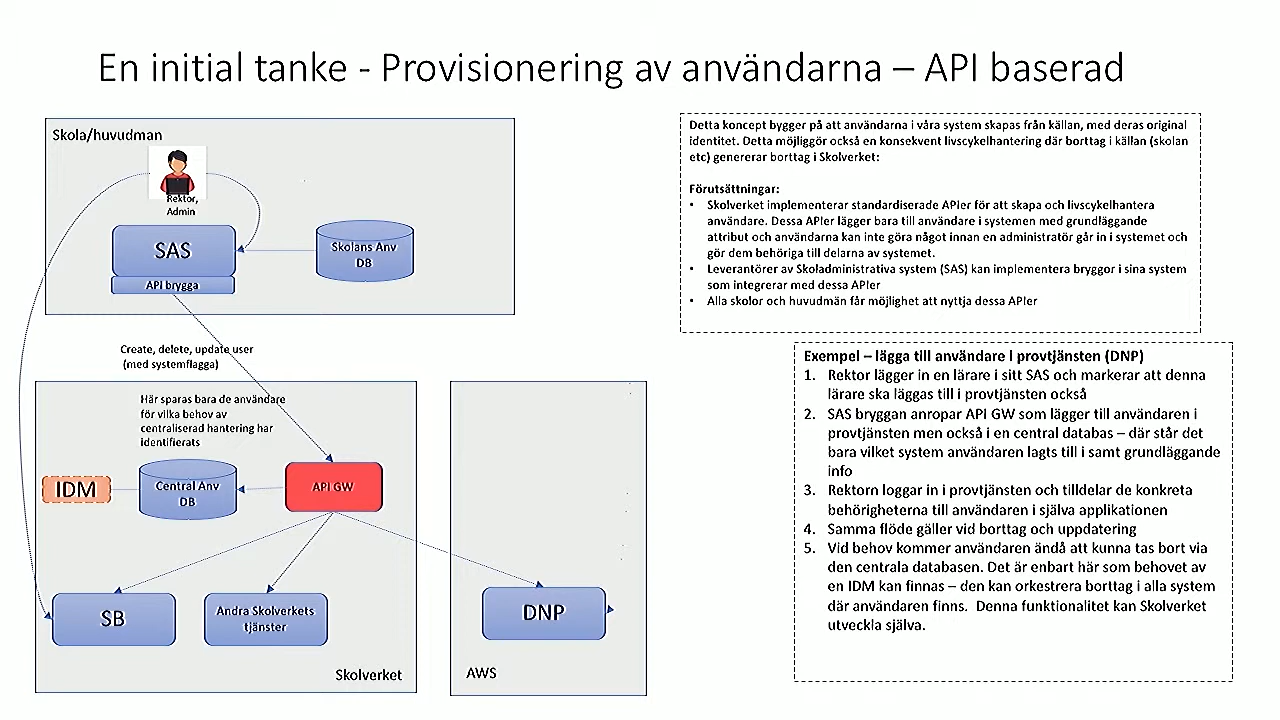 En initial tanke - Provisionering av användarna – API baserad
Skola/huvudman
Rektor,
Admin
SAS
API brygga
Skolans Anv
DB
Create, delete, update user
(med systemflagga)
Här sparas bara de användare
för vilka behov av
centraliserad hantering har
identifierats
IDM
Central Anv
DB
API GW
SB
Andra Skolverkets
tjänster
Skolverket
DNP
AWS
Detta koncept bygger på att användarna i våra system skapas från källan, med deras original
identitet. Detta möjliggör också en konsekvent livscykelhantering där borttag i källan (skolan
etc) genererar borttag i Skolverket:
Förutsättningar:
• Skolverket implementerar standardiserade APIer för att skapa och livscykelhantera
användare. Dessa APIer lägger bara till användare i systemen med grundläggande
attribut och användarna kan inte göra något innan en administratör går in i systemet och
gör dem behöriga till delarna av systemet.
• Leverantörer av Skoladministrativa system (SAS) kan implementera bryggor i sina system
som integrerar med dessa APIer
• Alla skolor och huvudmän får möjlighet att nyttja dessa APIer
Exempel – lägga till användare i provtjänsten (DNP)
1. Rektor lägger in en lärare i sitt SAS och markerar att denna
lärare ska läggas till i provtjänsten också
2. SAS bryggan anropar API GW som lägger till användaren i
provtjänsten men också i en central databas – där står det
bara vilket system användaren lagts till i samt grundläggande
info
3. Rektorn loggar in i provtjänsten och tilldelar de konkreta
behörigheterna till användaren i själva applikationen
4. Samma flöde gäller vid borttag och uppdatering
5. Vid behov kommer användaren ändå att kunna tas bort via
den centrala databasen. Det är enbart här som behovet av
en IDM kan finnas – den kan orkestrera borttag i alla system
där användaren finns. Denna funktionalitet kan Skolverket
utveckla själva.